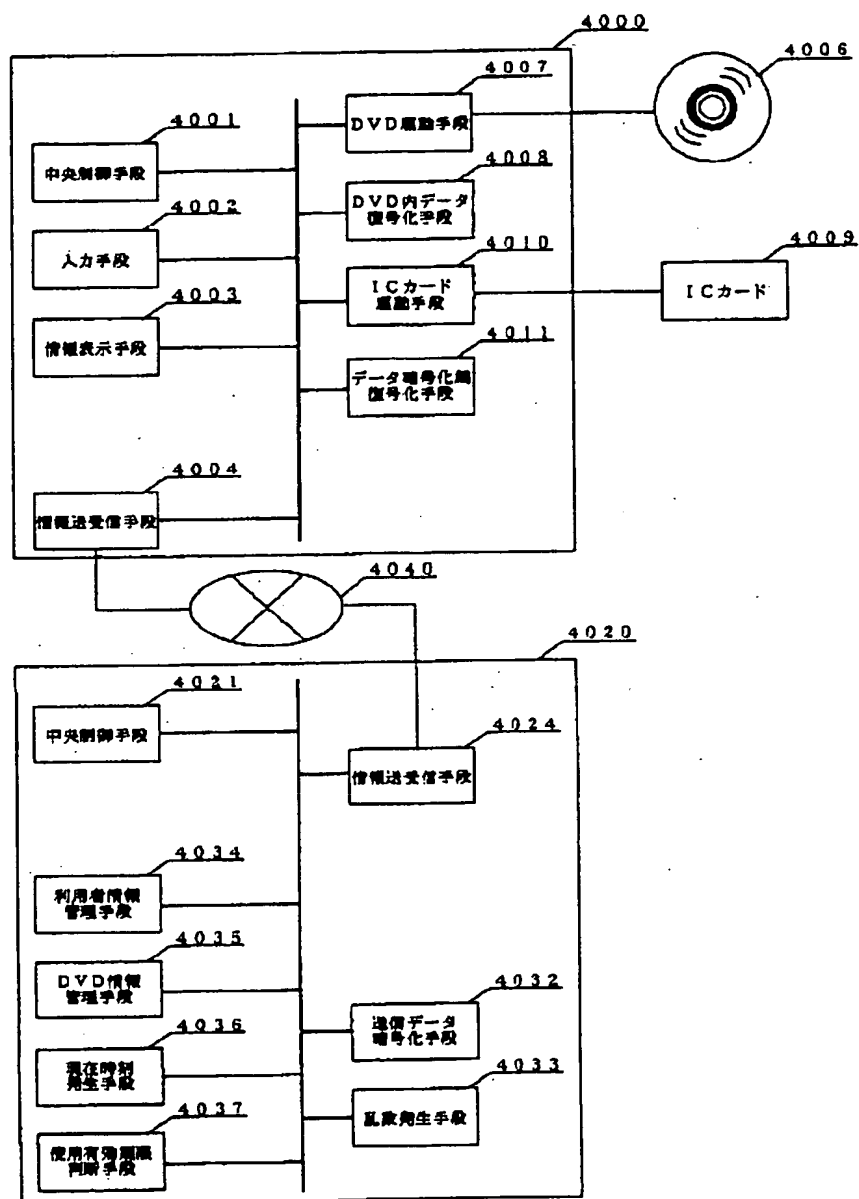 4000
4006
4007
4001
DVD駆動手段
中央制御手段
4008
4002
DVD内データ
復号化手段
入力手段
4010
4009
4003
ICカード
駆動手段
ICカード
情報表示手段
4011
データ暗号化鍵
復号化手段
4004
情報送受信手段
4040
4020
4021
4024
中央制御手段
情報送受信手段
4034
利用者情報
管理手段
4035
DVD情報
管理手段
4032
4036
送信データ
暗号化手段
現在時刻
発生手段
4033
4037
乱数発生手段
使用有効期限
判断手段